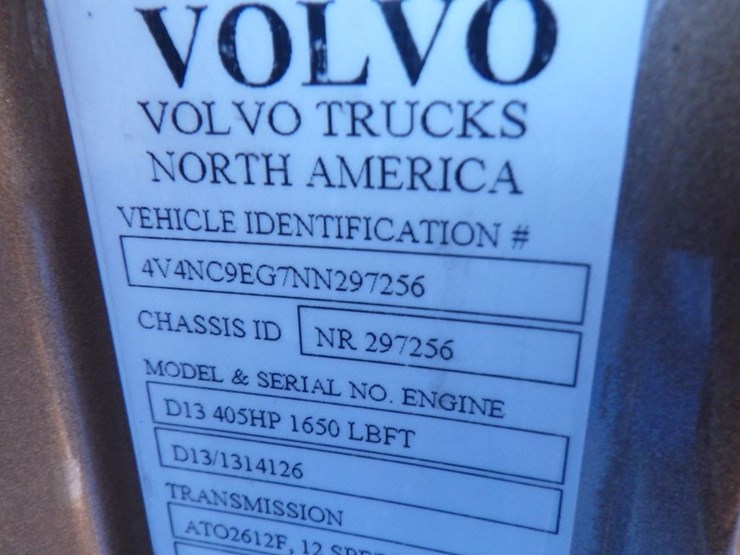 VOLVO
VOLVO TRUCKS
NORTH AMERICA
VEHICLE IDENTIFICATION #
4V4NC9EG7NN297256
CHASSIS ID NR 297256
MODEL & SERIAL NO. ENGINE
D13 405HP 1650 LBFT
D13/1314126
TRANSMISSION
ATO2612F, 12